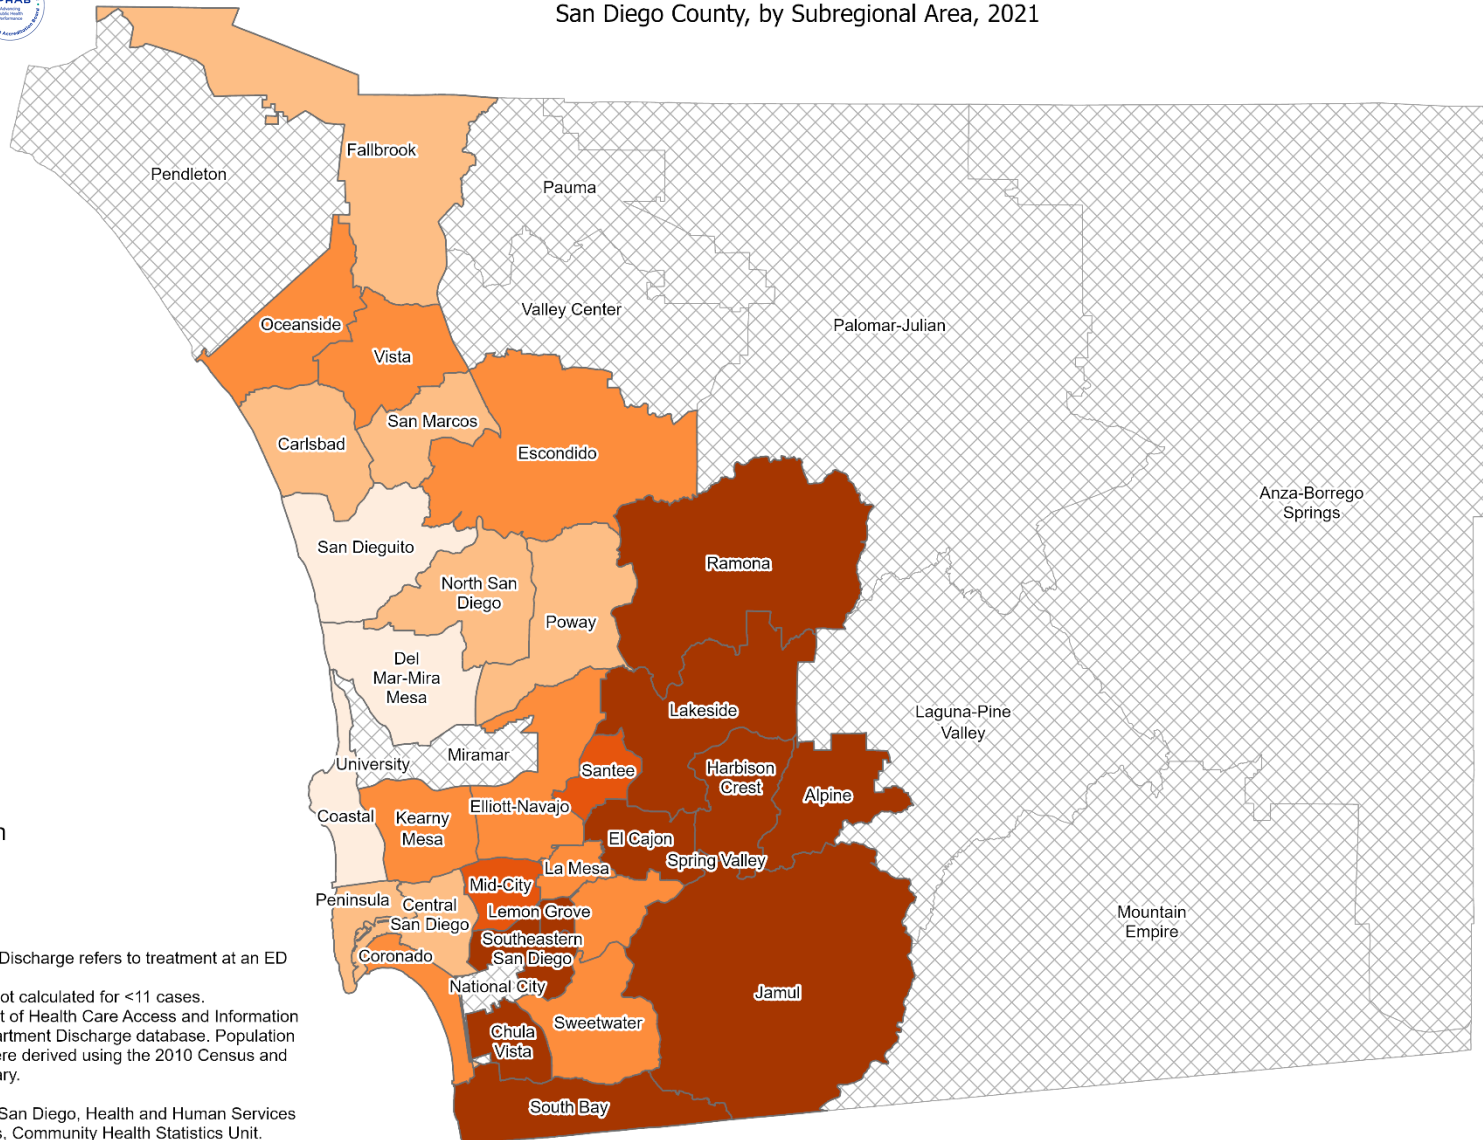 San Diego County, by Subregional Area, 2021
Advancing
Fallbrook
Pendleton
Pauma
Valley Center
Oceanside
Palomar-Julian
Vista
San Marcos
Carlsbad
Escondido
Anza-Borrego
Springs
San Dieguito
Ramona
North San
Diego
Poway
Del
Mar-Mira
Mesa
Lakeside
Laguna-Pine
Valley
Miramar
University
Santee
Harbison
Crest
Alpine
Elliott-Navajo
Coastal
Kearny
Mesa
El Cajon
Spring Valley
La Mesa
Mid-City
Peninsula
Central
San Diego
Lemon Grove
Mountain
Empire
Southeastern
San Diego
Coronado
National City
Jamul
Sweetwater
Chula
Vista
South Bay
n
Discharge refers to treatment at an ED
ot calculated for <11 cases.
t of Health Care Access and Information
artment Discharge database. Population
ere derived using the 2010 Census and
ary.
San Diego, Health and Human Services
s, Community Health Statistics Unit.